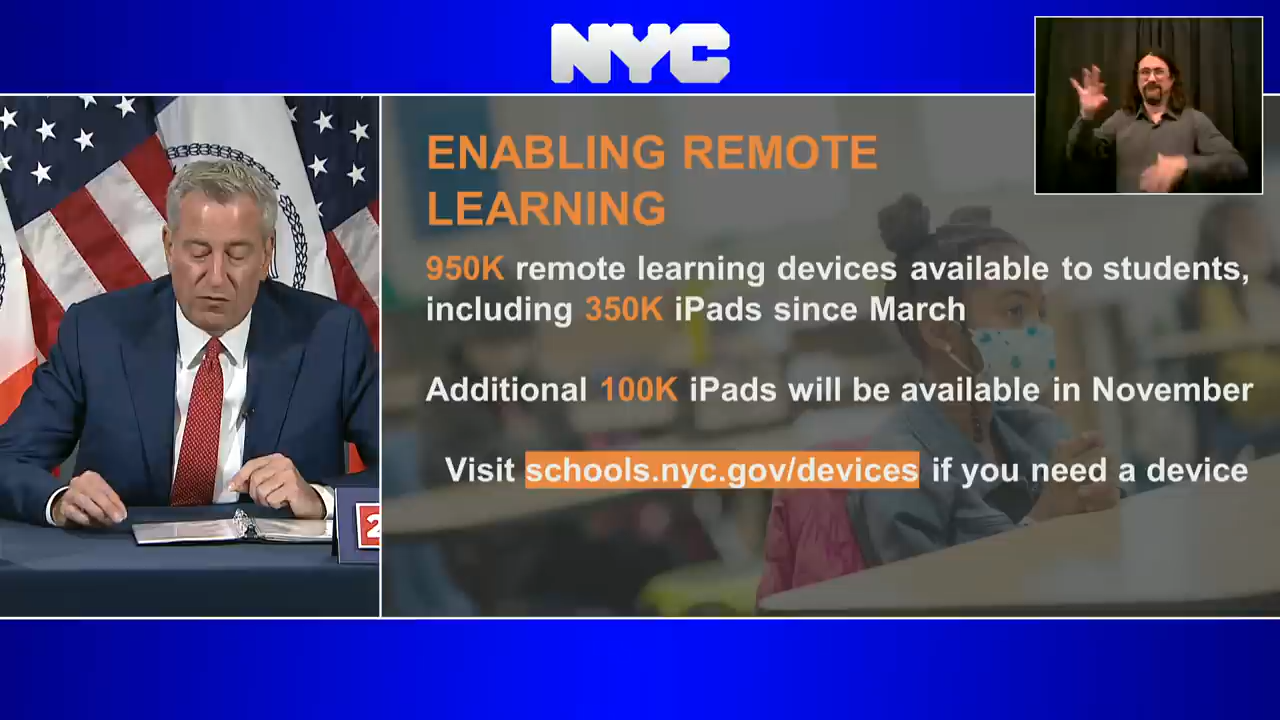 NYC
ENABLING REMOTE
LEARNING
950K remote learning devices available to students,
including 350K iPads since March
Additional 100K iPads will be available in November
Visit schools.nyc.gov/devices if you need a device
2